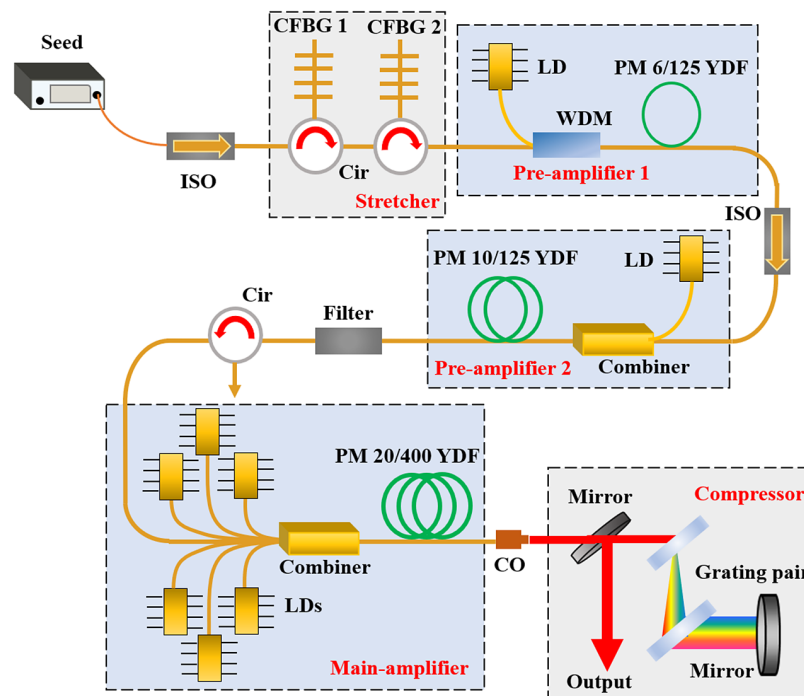 Seed
CFBG 1
CFBG 2
LD
PM 6/125 YDF
WDM
ISO
Cir
Stretcher
Pre-amplifier 1
ISO
PM 10/125 YDF
LD
Cir
Filter
Pre-amplifier 2
Combiner
PM 20/400 YDF
Mirror
Compressor
Combiner
CO
Grating pair
LDs
Main-amplifier
Output
Mirror